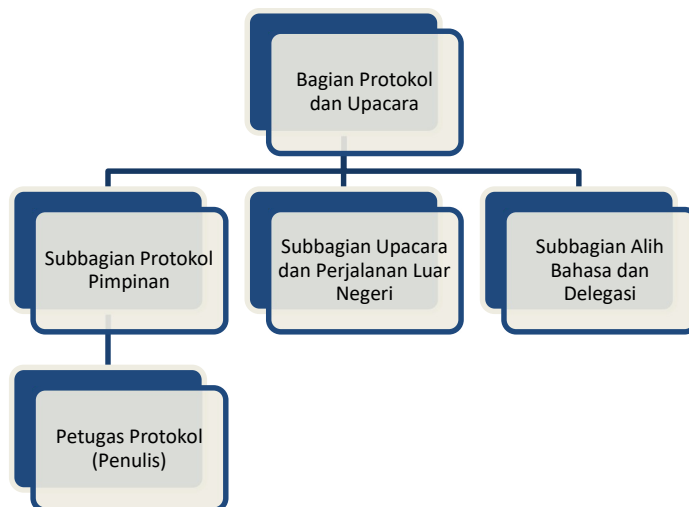 Bagian Protokol
dan Upacara
Subbagian Protokol
Pimpinan
Subbagian Upacara
dan Perjalanan Luar
Negeri
Subbagian Alih
Bahasa dan
Delegasi
Petugas Protokol
(Penulis)